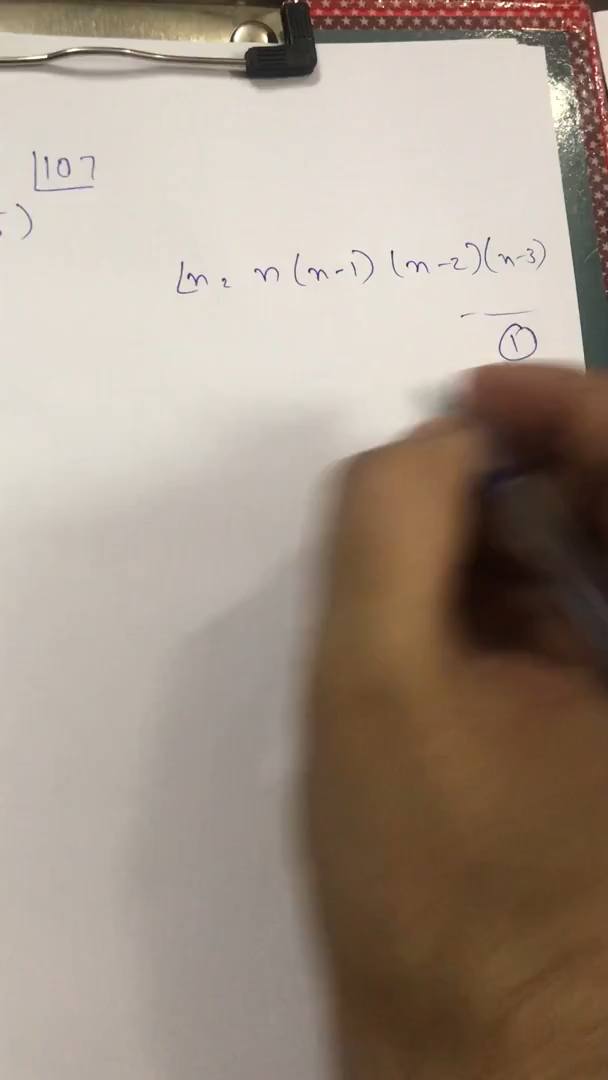 |107
)
|n = n (n-1) (n-2)(n-3)
1